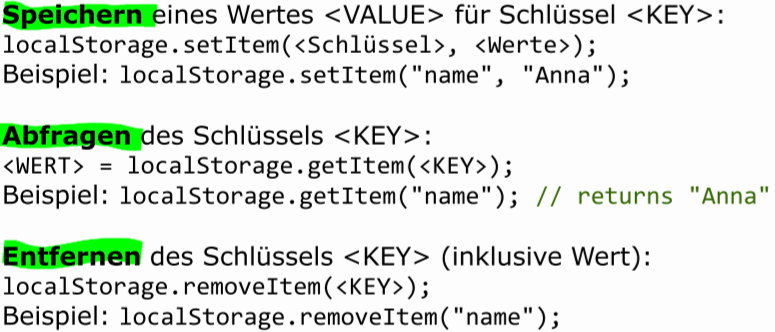 Speichern eines Wertes <VALUE> für Schlüssel <KEY>:
localStorage.setItem(<Schlüssel>, <Werte>);
Beispiel: localStorage.setItem("name", "Anna");
Abfragen des Schlüssels <KEY>:
<WERT> = localStorage.getItem(<KEY>);
Beispiel: localStorage.getItem("name"); // returns "Anna"
Entfernen des Schlüssels <KEY> (inklusive Wert):
localStorage.removeItem(<KEY>);
Beispiel: localStorage.removeItem("name");